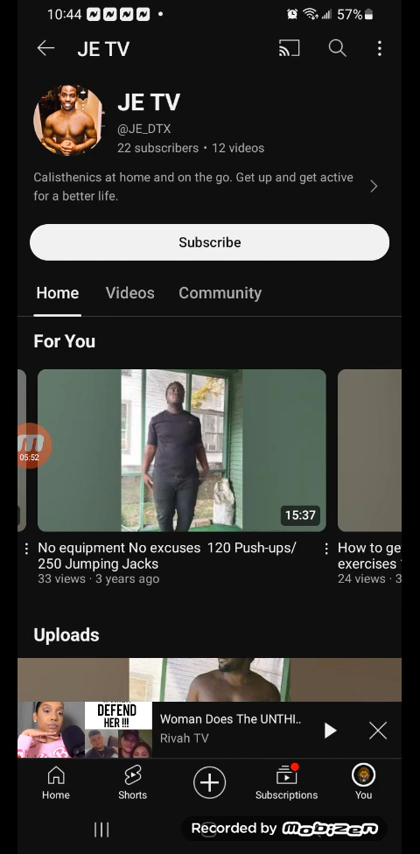 10:44
57%
JE TV
JE TV
@JE_DTX
22 subscribers • 12 videos
Calisthenics at home and on the go. Get up and get active
for a better life.
Subscribe
Home Videos Community
For You
05:52
15:37
No equipment No excuses 120 Push-ups/
250 Jumping Jacks
33 views · 3 years ago
How to ge
exercises
24 views · 3
Uploads
DEFEND
HER !!!
Woman Does The UNTHI..
Rivah TV
Home
Shorts
Subscriptions
You
Recorded by Mobizen